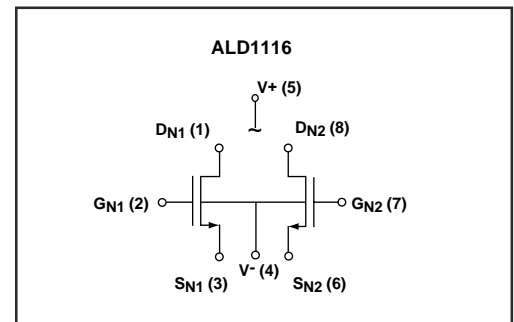 ALD1116
V+ (5)
~
DN1 (1) DN2 (8)
GN1 (2) GN2 (7)
V- (4)
SN1 (3) SN2 (6)